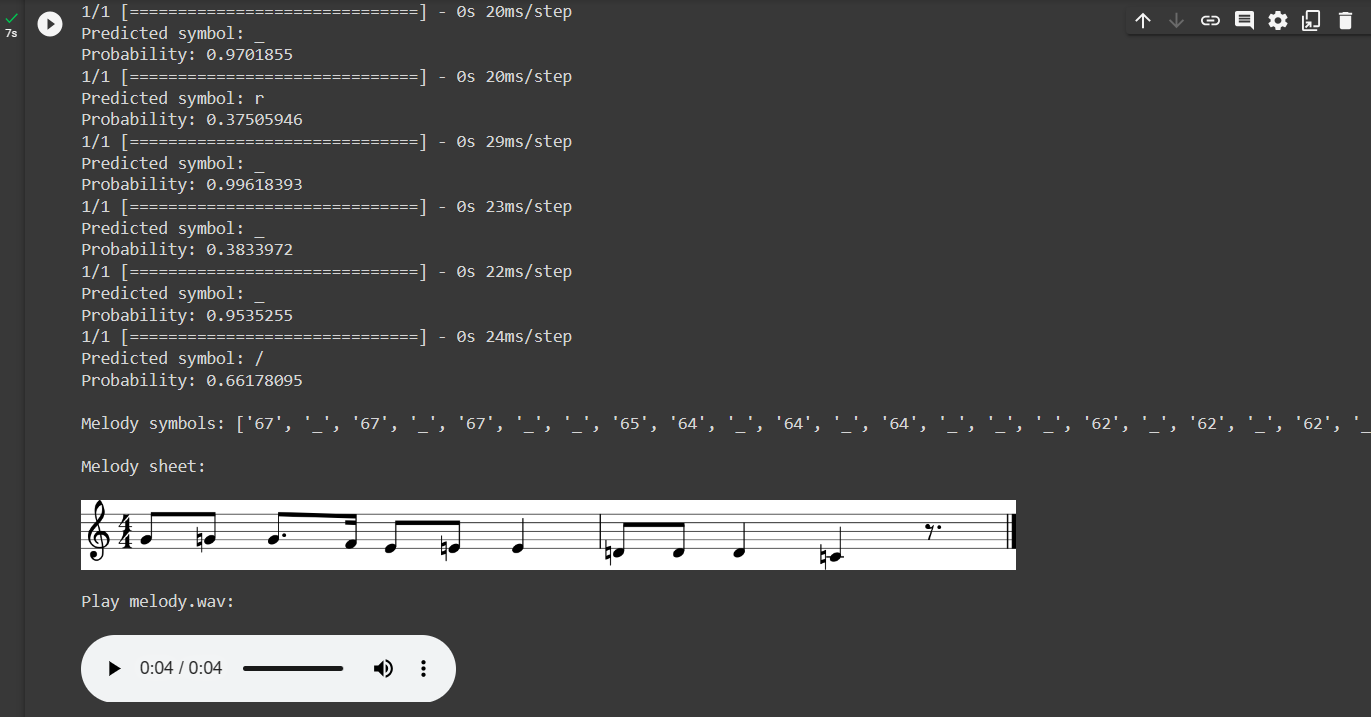 1/1 [==============================] - 0s 20ms/step
7s
Predicted symbol: _
Probability: 0.9701855
1/1 [==============================] - 0s 20ms/step
Predicted symbol: r
Probability: 0.37505946
1/1 [==============================] - 0s 29ms/step
Predicted symbol: _
Probability: 0.99618393
1/1 [==============================] - 0s 23ms/step
Predicted symbol: _
Probability: 0.3833972
1/1 [==============================] - 0s 22ms/step
Predicted symbol: _
Probability: 0.9535255
1/1 [==============================] - 0s 24ms/step
Predicted symbol: /
Probability: 0.66178095
Melody symbols: ['67', '_', '67', '_', '67', '_', '_', '65', '64', '_', '64', '_', '64', '_', '_', '_', '62', '_', '62', '_', '62', '_
Melody sheet:
4
4
Play melody.wav:
0:04 / 0:04